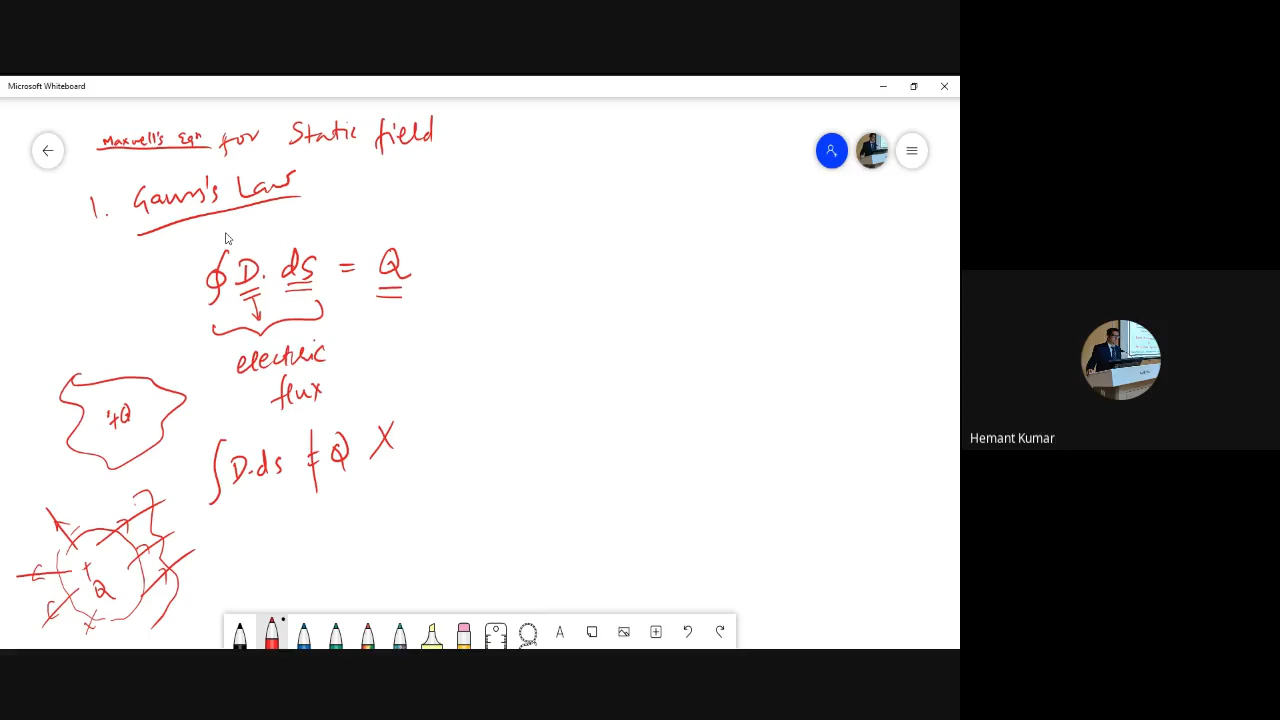 Microsoft Whiteboard
Maxwell's Eqn for Static field
1. Gauss's Law
∮ D. ds = Q
electric
flux
+Q
∫ D.ds ≠ Q X
+
Q
Hemant Kumar